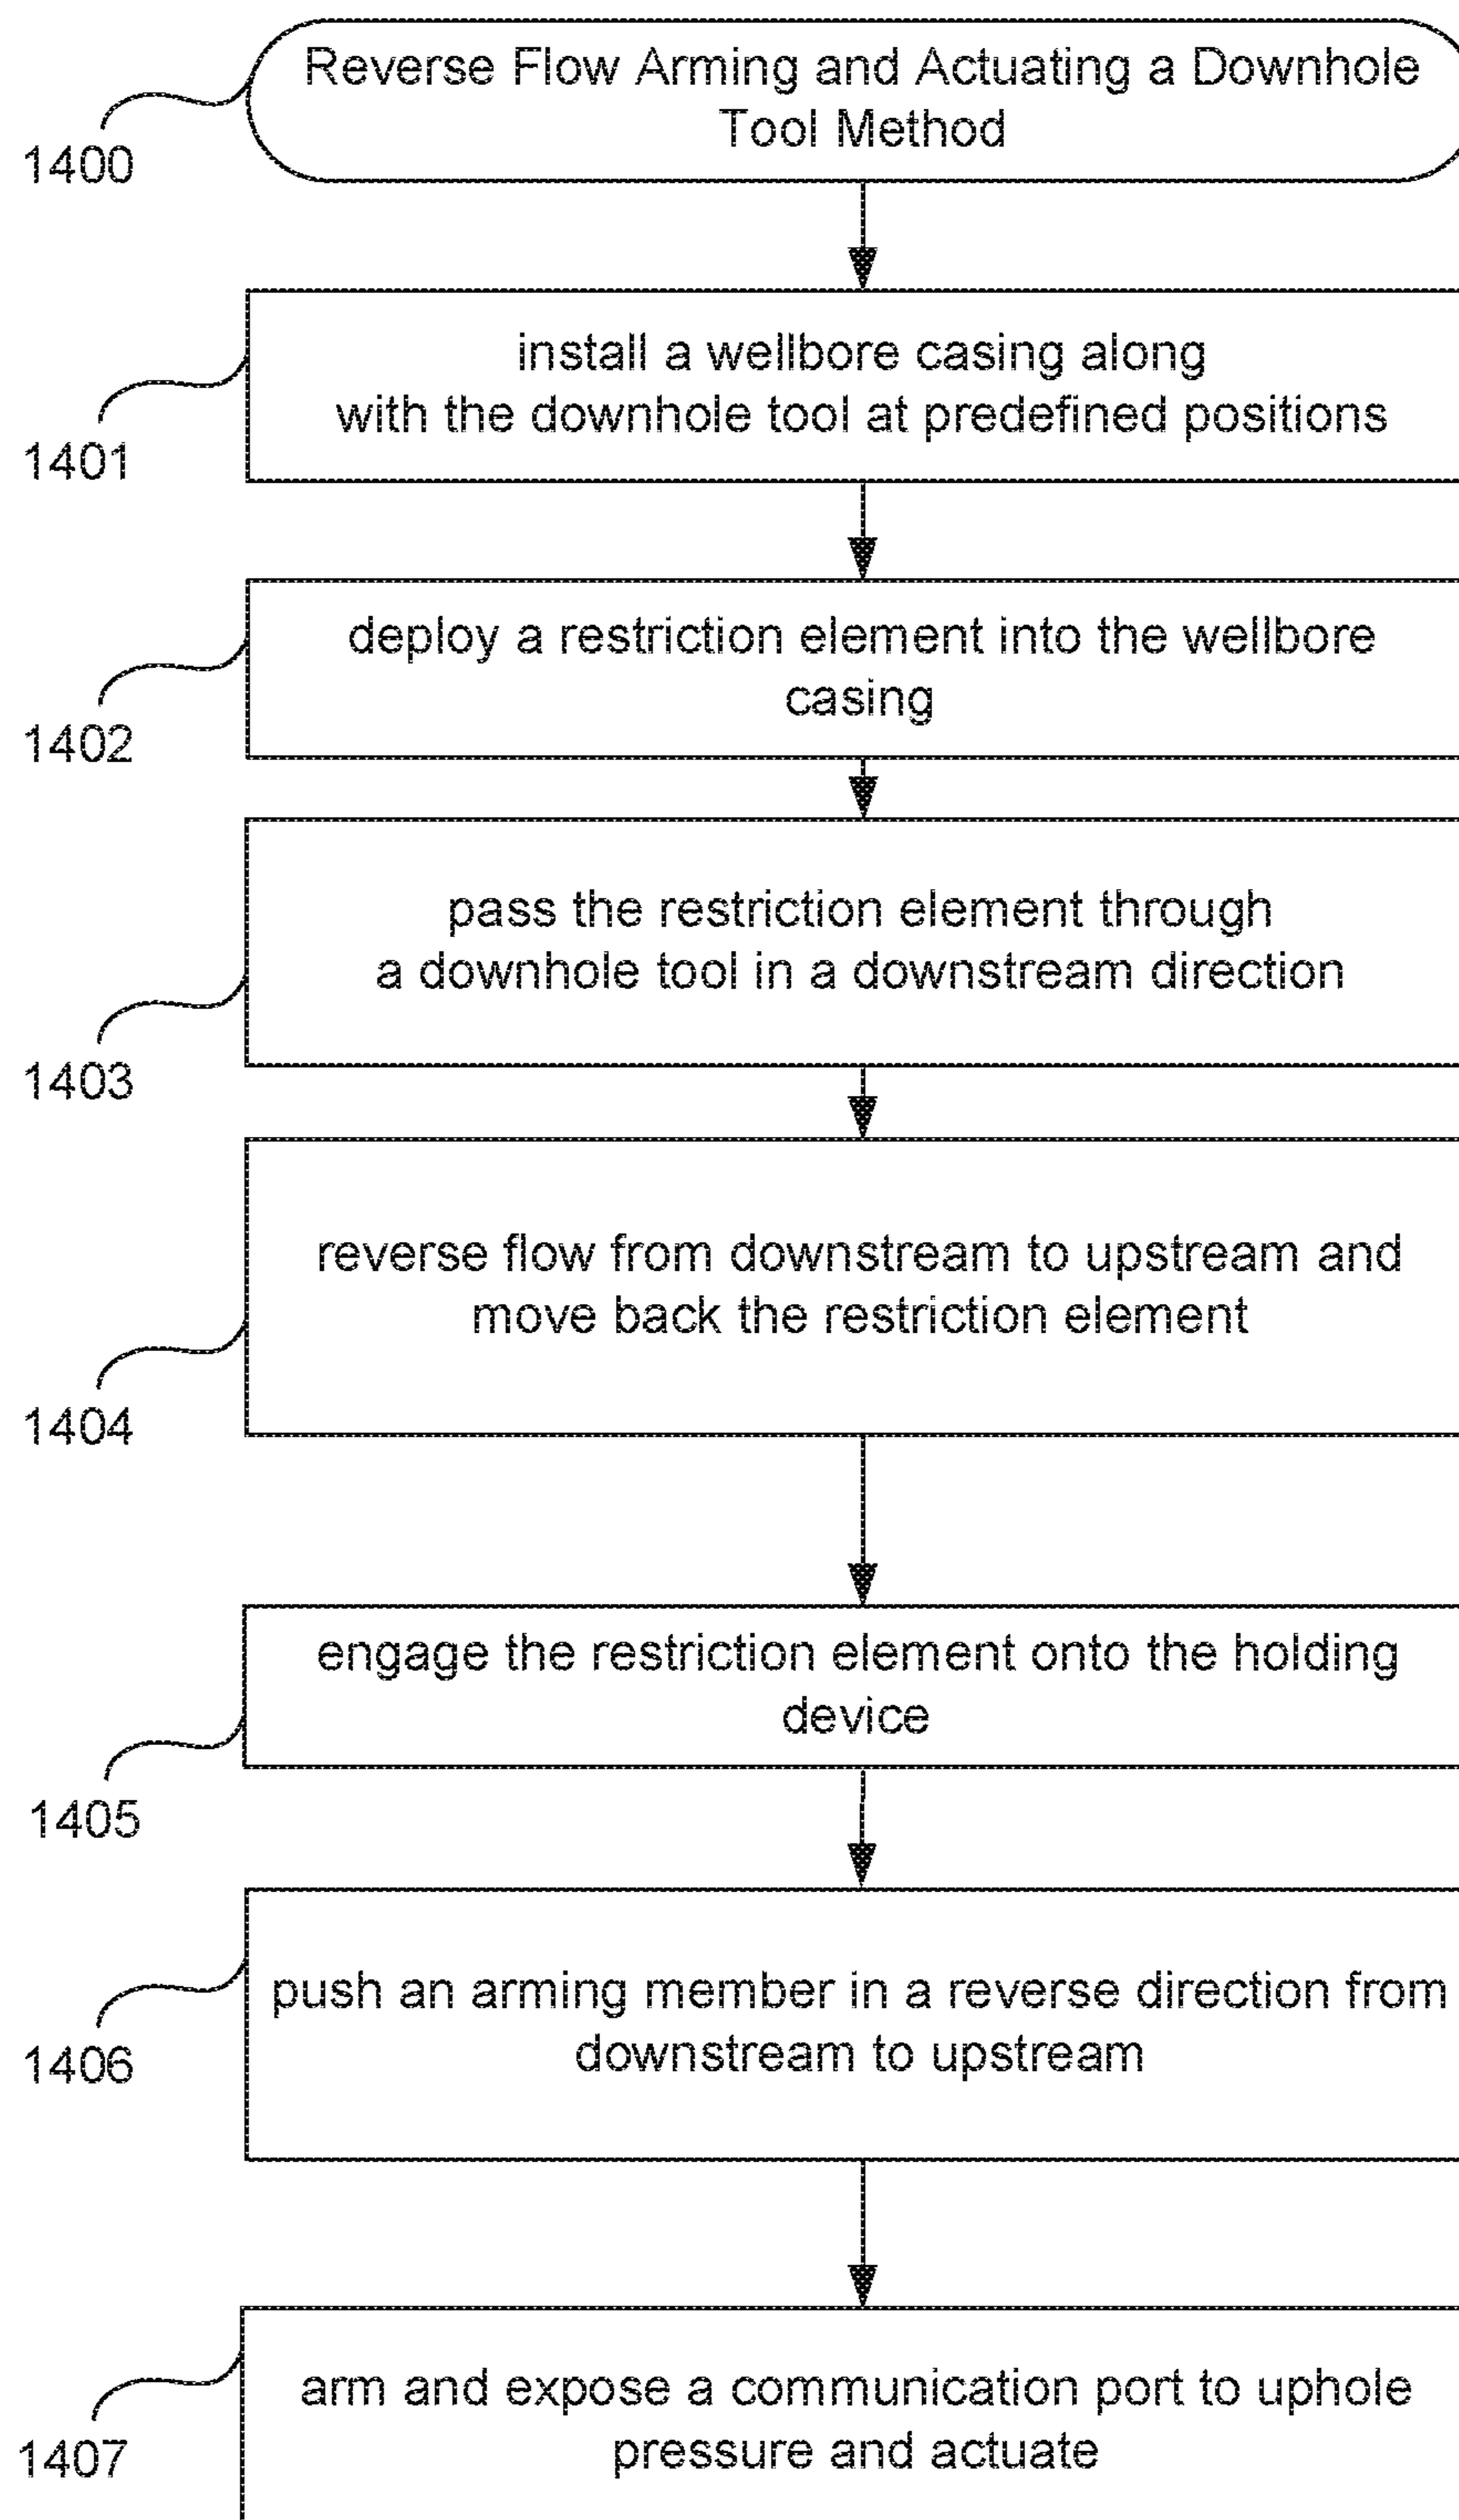 Reverse Flow Arming and Actuating a Downhole
Tool Method
1400
install a wellbore casing along
with the downhole tool at predefined positions
1401
deploy a restriction element into the wellbore
casing
1402
pass the restriction element through
a downhole tool in a downstream direction
1403
reverse flow from downstream to upstream and
move back the restriction element
1404
engage the restriction element onto the holding
device
1405
push an arming member in a reverse direction from
downstream to upstream
1406
arm and expose a communication port to uphole
pressure and actuate
1407